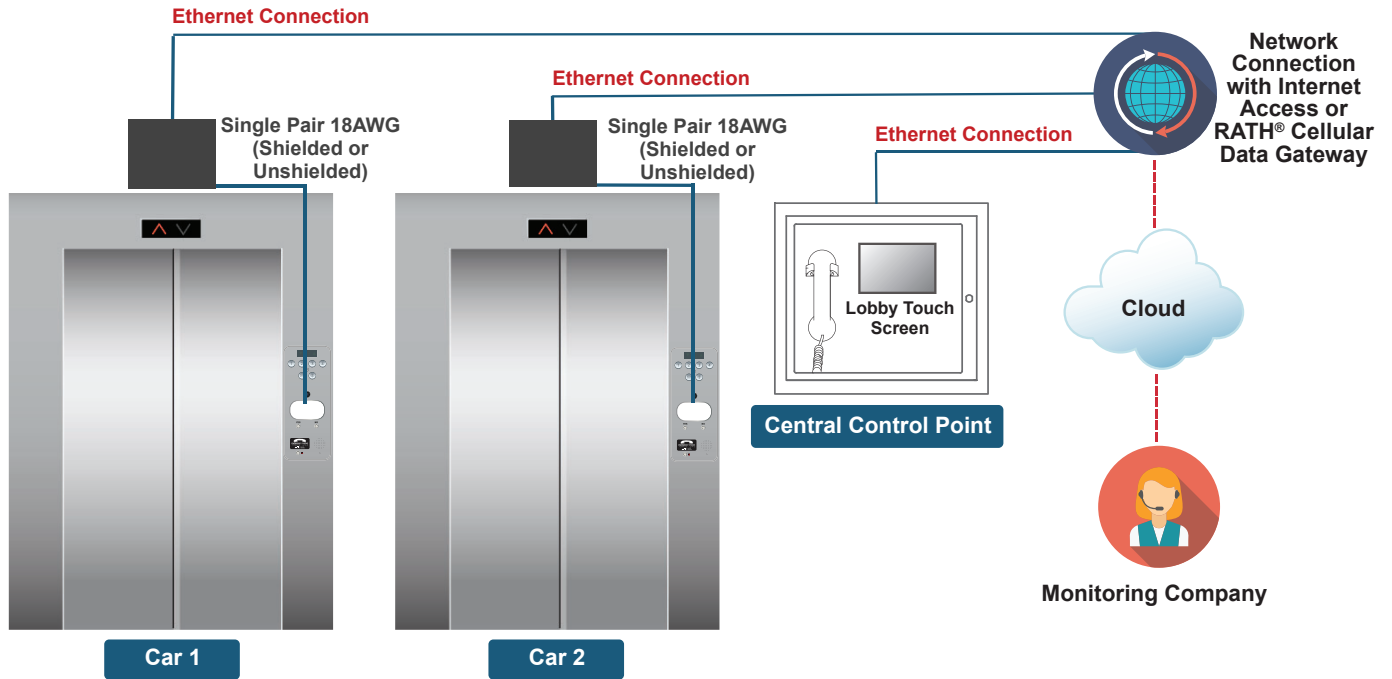 Ethernet Connection
Ethernet Connection
Ethernet Connection
Network
Connection
with Internet
Access or
RATH® Cellular
Data Gateway
Single Pair 18AWG
(Shielded or
Unshielded)
Single Pair 18AWG
(Shielded or
Unshielded)
Lobby Touch
Screen
Central Control Point
Cloud
Monitoring Company
Car 1
Car 2